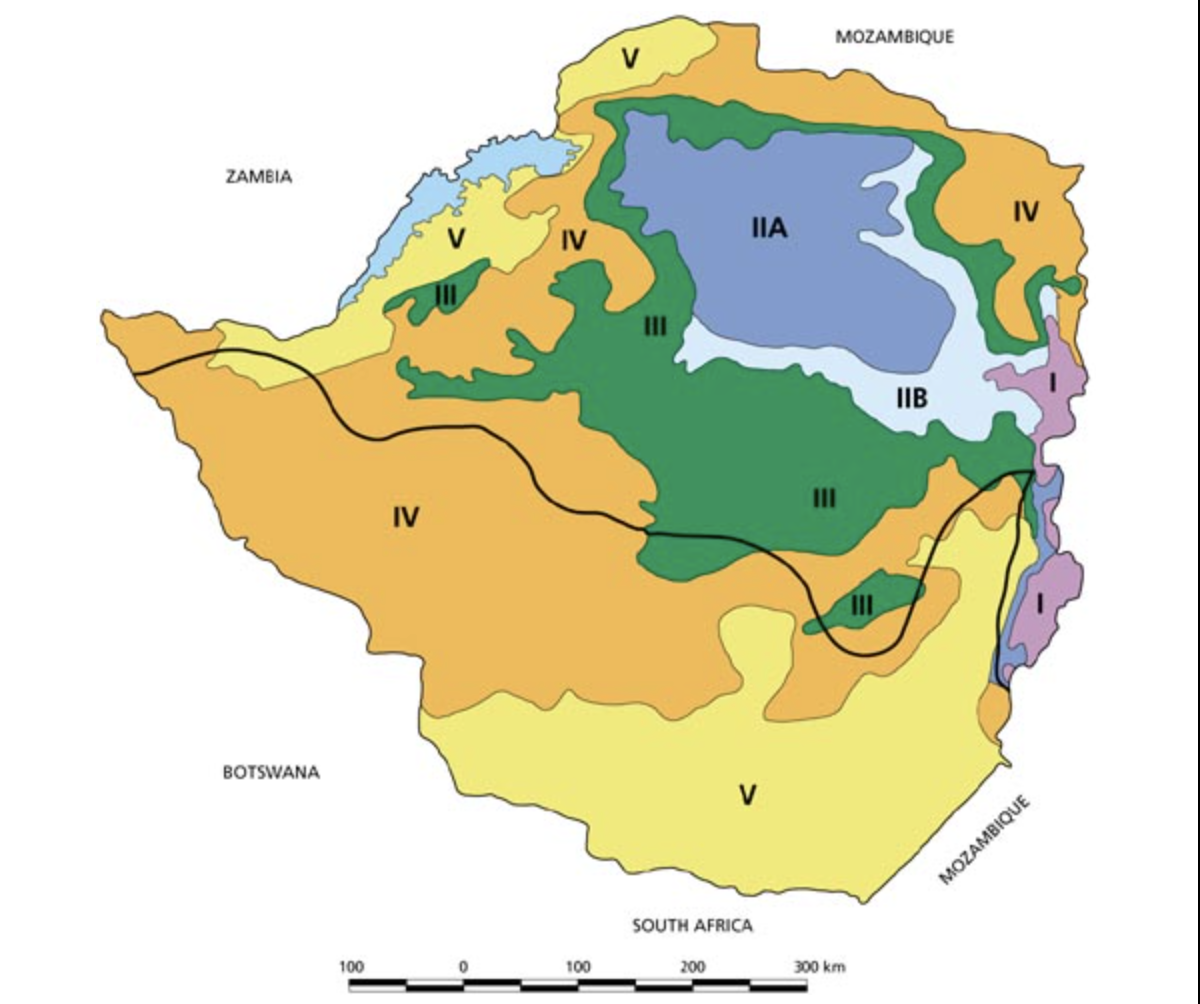 MOZAMBIQUE
V
ZAMBIA
IV
IIA
V
IV
III
III
I
IIB
III
IV
III
I
BOTSWANA
V
MOZAMBIQUE
SOUTH AFRICA
100 0 100 200 300 km